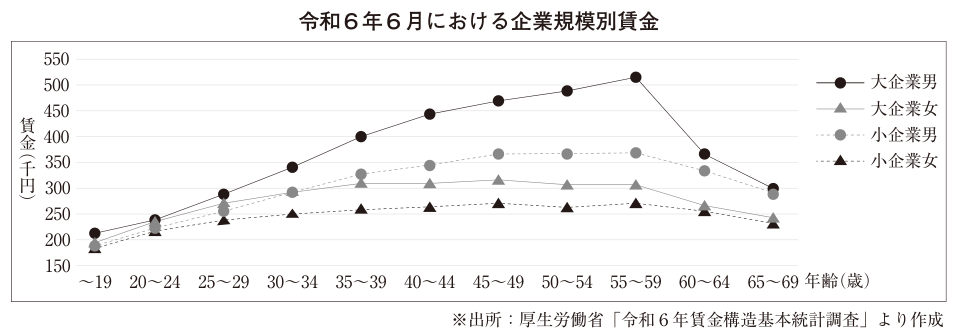 令和６年６月における企業規模別賃金
賃金（千円）
550
500
450
400
350
300
250
200
150
～19 20～24 25～29 30～34 35～39 40～44 45～49 50～54 55～59 60～64 65～69 年齢（歳）
大企業男
大企業女
小企業男
小企業女
※出所：厚生労働省「令和６年賃金構造基本統計調査」より作成